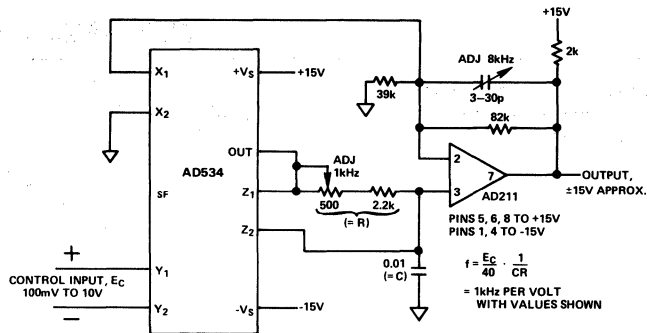 +15V
2k
ADJ 8kHz
39k
3–30p
82k
X1
X2
+VS
+15V
OUT
AD534
ADJ
1kHz
SF
Z1
500
2.2k
(= R)
Z2
2
3
7
AD211
OUTPUT,
±15V APPROX.
PINS 5, 6, 8 TO +15V
PINS 1, 4 TO -15V
0.01
(= C)
+
CONTROL INPUT, EC
100mV TO 10V
–
Y1
Y2
-VS
-15V
f = EC/40 · 1/CR
= 1kHz PER VOLT
WITH VALUES SHOWN